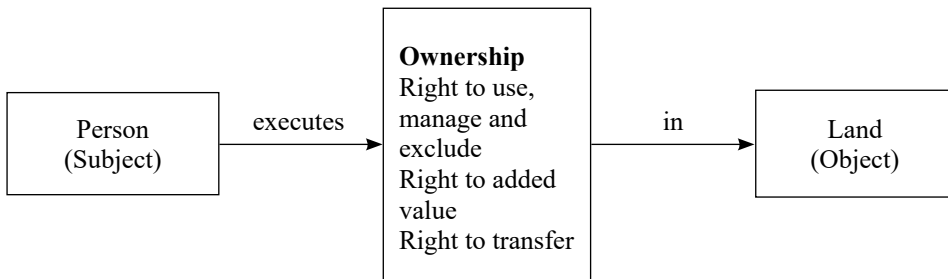 Person
(Subject)
executes
Ownership
Right to use,
manage and
exclude
Right to added
value
Right to transfer
in
Land
(Object)